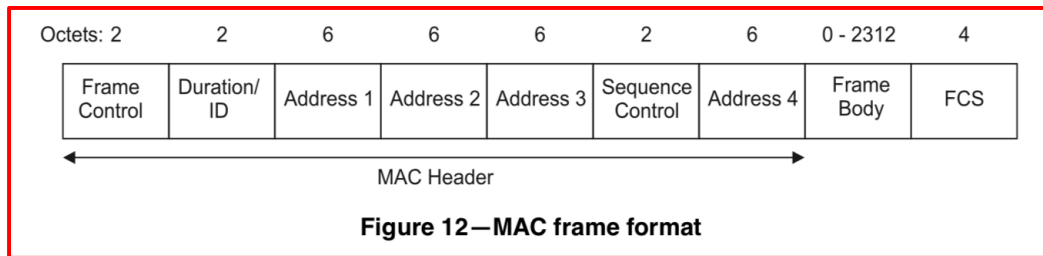 Octets: 2 2 6 6 6 2 6 0 - 2312 4
Frame Control Duration/ ID Address 1 Address 2 Address 3 Sequence Control Address 4 Frame Body FCS
MAC Header
Figure 12—MAC frame format